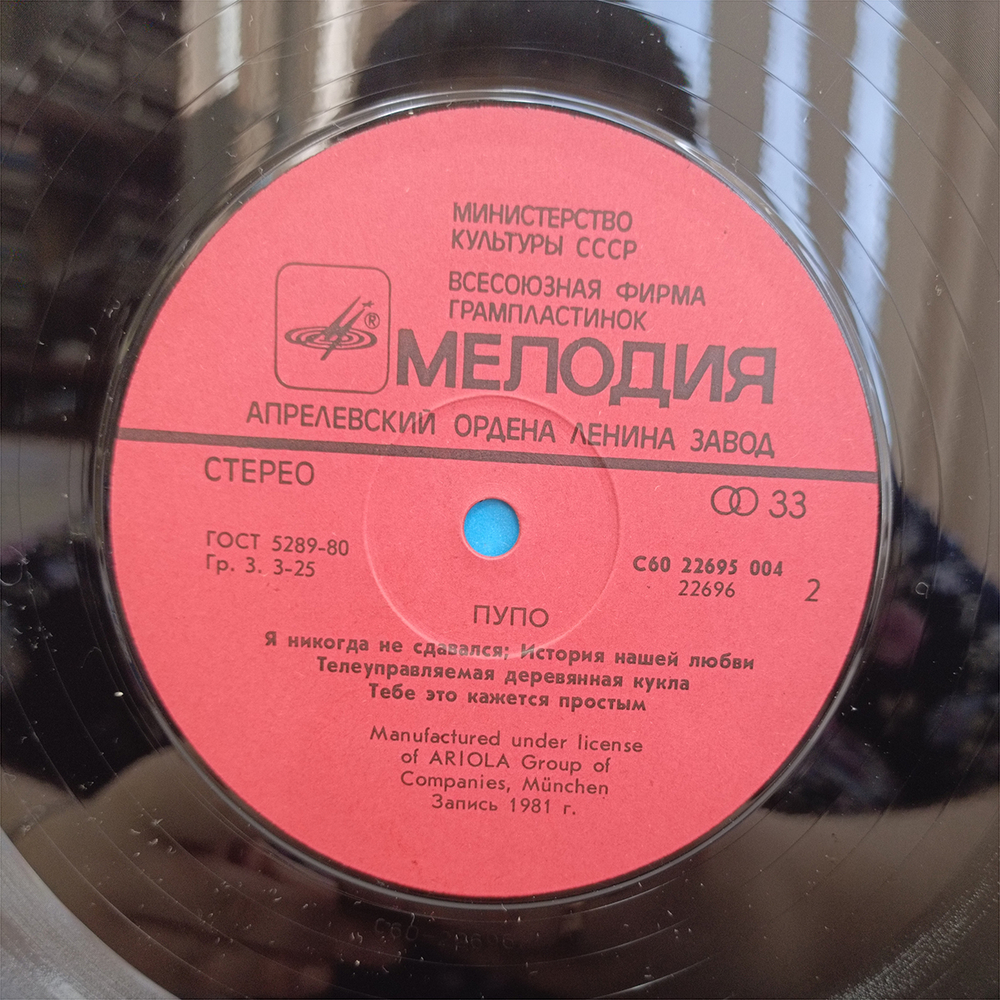 МИНИСТЕРСТВО
КУЛЬТУРЫ СССР
ВСЕСОЮЗНАЯ ФИРМА
ГРАМПЛАСТИНОК
®
МЕЛОДИЯ
АПРЕЛЕВСКИЙ ОРДЕНА ЛЕНИНА ЗАВОД
СТЕРЕО
33
ГОСТ 5289-80
Гр. 3. 3-25
С60 22695 004
22696
2
ПУПО
Я никогда не сдавался; История нашей любви
Телеуправляемая деревянная кукла
Тебе это кажется простым
Manufactured under license
of ARIOLA Group of
Companies, München
Запись 1981 г.